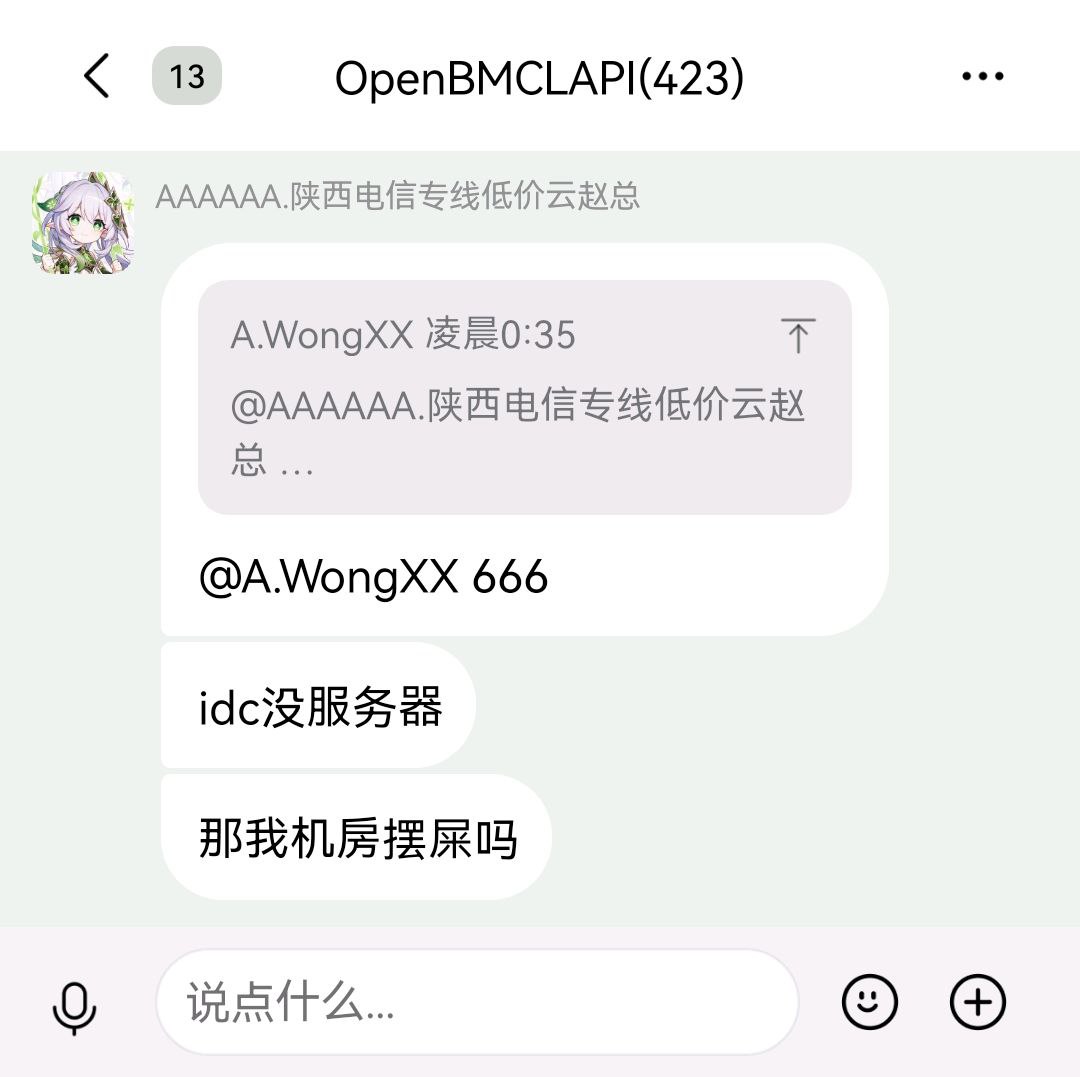 13
OpenBMCLAPI(423)
AAAAAA.陕西电信专线低价云赵总
A.WongXX 凌晨0:35
@AAAAAA.陕西电信专线低价云赵
总 ...
@A.WongXX 666
idc没服务器
那我机房摆屎吗
说点什么...